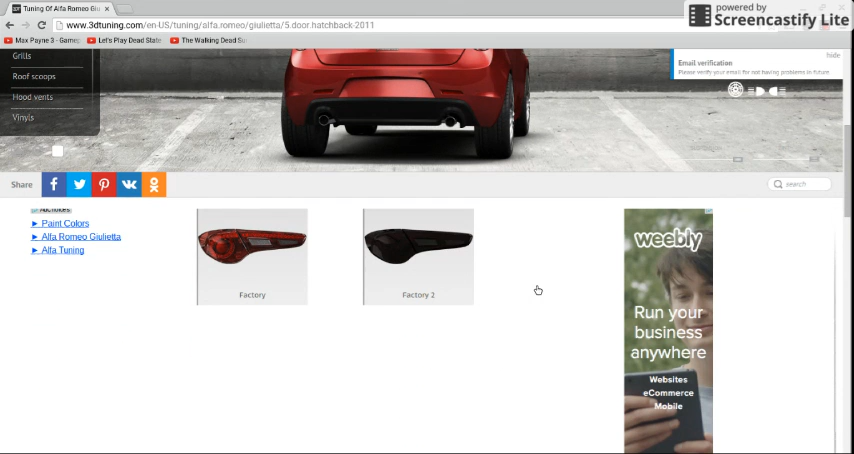 Tuning Of Alfa Romeo Giu
powered by
Screencastify Lite
www.3dtuning.com/en-US/tuning/alfa.romeo/giulietta/5.door.hatchback-2011
Max Payne 3 - Gamep
Let's Play Dead State
The Walking Dead Su
Grills
Roof scoops
Hood vents
Vinyls
hide
Email verification
Please verify your email for not having problems in future
Share
search
AdChoices
► Paint Colors
► Alfa Romeo Giulietta
► Alfa Tuning
Factory
Factory 2
weebly
Run your
business
anywhere
Websites
eCommerce
Mobile